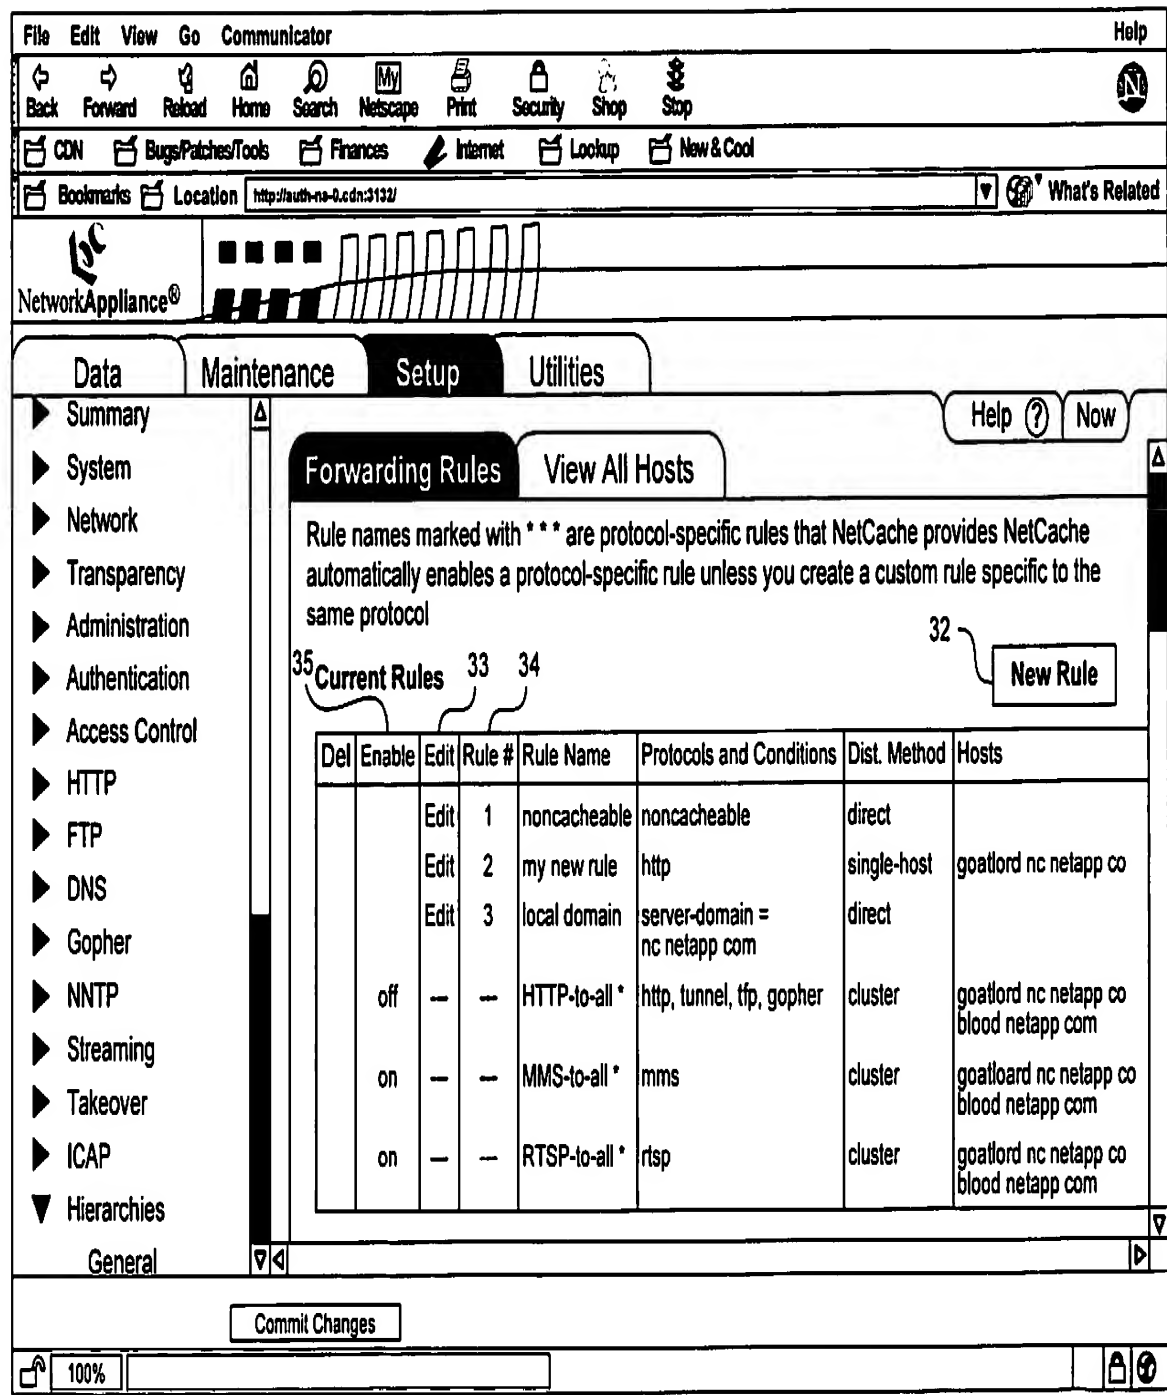 File Edit View Go Communicator Help
Back Forward Reload Home Search Netscape Print Security Shop Stop
My
N
CDN Bugs/Patches/Tools Finances Internet Lookup New & Cool
Bookmarks Location http://auth-ns-0.cdn:3132/ What's Related
NetworkAppliance®
Data Maintenance Setup Utilities
Help ? Now
Summary
System
Network
Transparency
Administration
Authentication
Access Control
HTTP
FTP
DNS
Gopher
NNTP
Streaming
Takeover
ICAP
Hierarchies
General
Forwarding Rules View All Hosts
Rule names marked with * * * are protocol-specific rules that NetCache provides NetCache
automatically enables a protocol-specific rule unless you create a custom rule specific to the
same protocol
32
New Rule
35 Current Rules 33 34
Del Enable Edit Rule # Rule Name Protocols and Conditions Dist. Method Hosts
Edit 1 noncacheable noncacheable direct
Edit 2 my new rule http single-host goatlord nc netapp co
Edit 3 local domain server-domain = direct
nc netapp com
off — — HTTP-to-all * http, tunnel, tfp, gopher cluster goatlord nc netapp co
blood netapp com
on — — MMS-to-all * mms cluster goatloard nc netapp co
blood netapp com
on — — RTSP-to-all * rtsp cluster goatlord nc netapp co
blood netapp com
Commit Changes
100%